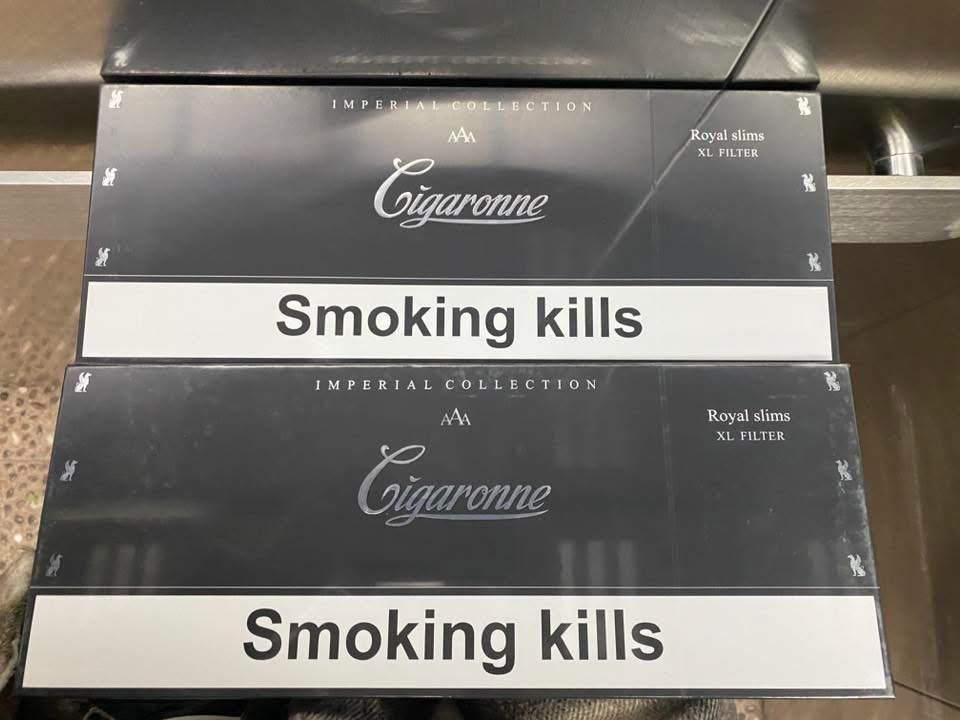 IMPERIAL COLLECTION
AAA
Royal slims
XL FILTER
Cigaronne
Smoking kills
IMPERIAL COLLECTION
AAA
Royal slims
XL FILTER
Cigaronne
Smoking kills